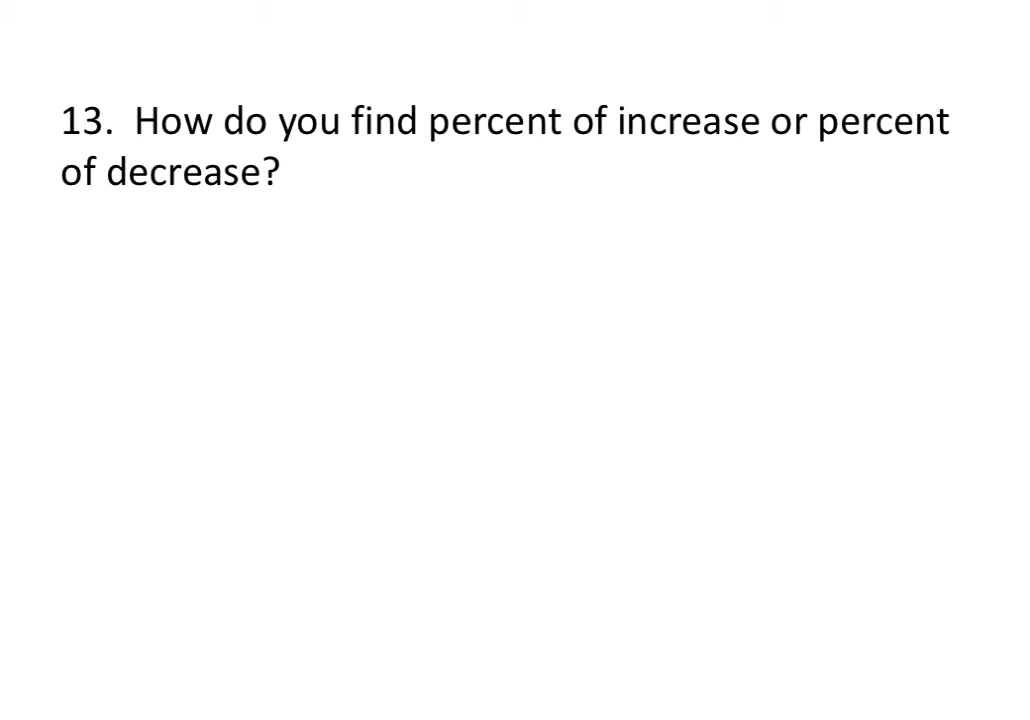 13.  How do you find percent of increase or percent
of decrease?